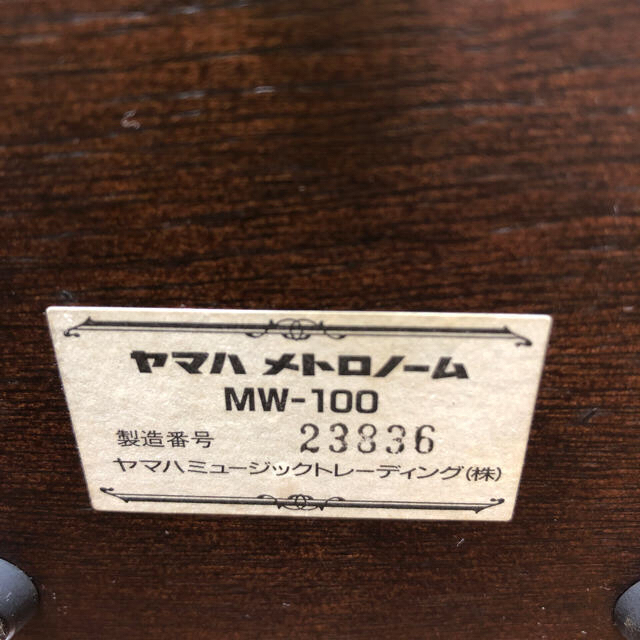 ヤマハ メトロノーム
MW-100
製造番号 23836
ヤマハミュージックトレーディング(株)